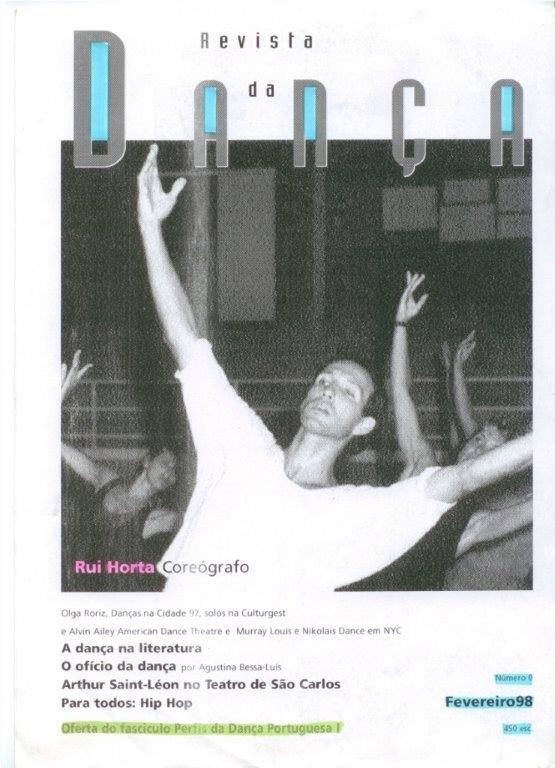 Revista
da
DANÇA
Rui Horta Coreógrafo
Olga Roriz, Danças na Cidade 97, solos na Culturgest
e Alvin Ailey American Dance Theatre e Murray Louis e Nikolais Dance em NYC
A dança na literatura
O ofício da dança por Agustina Bessa-Luís
Arthur Saint-Léon no Teatro de São Carlos
Para todos: Hip Hop
Oferta do fascículo Perfis da Dança Portuguesa I
Número 0
Fevereiro98
450 esc.